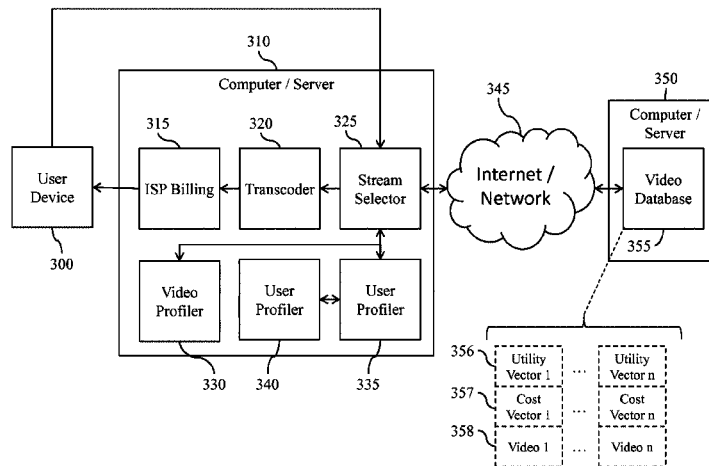 310
Computer / Server
350
345
Computer /
Server
315
320
325
User
Device
ISP Billing
Transcoder
Stream
Selector
Internet /
Network
Video
Database
300
355
Video
Profiler
User
Profiler
User
Profiler
330
340
335
356
Utility
Vector 1
...
Utility
Vector n
357
Cost
Vector 1
...
Cost
Vector n
358
Video 1
...
Video n